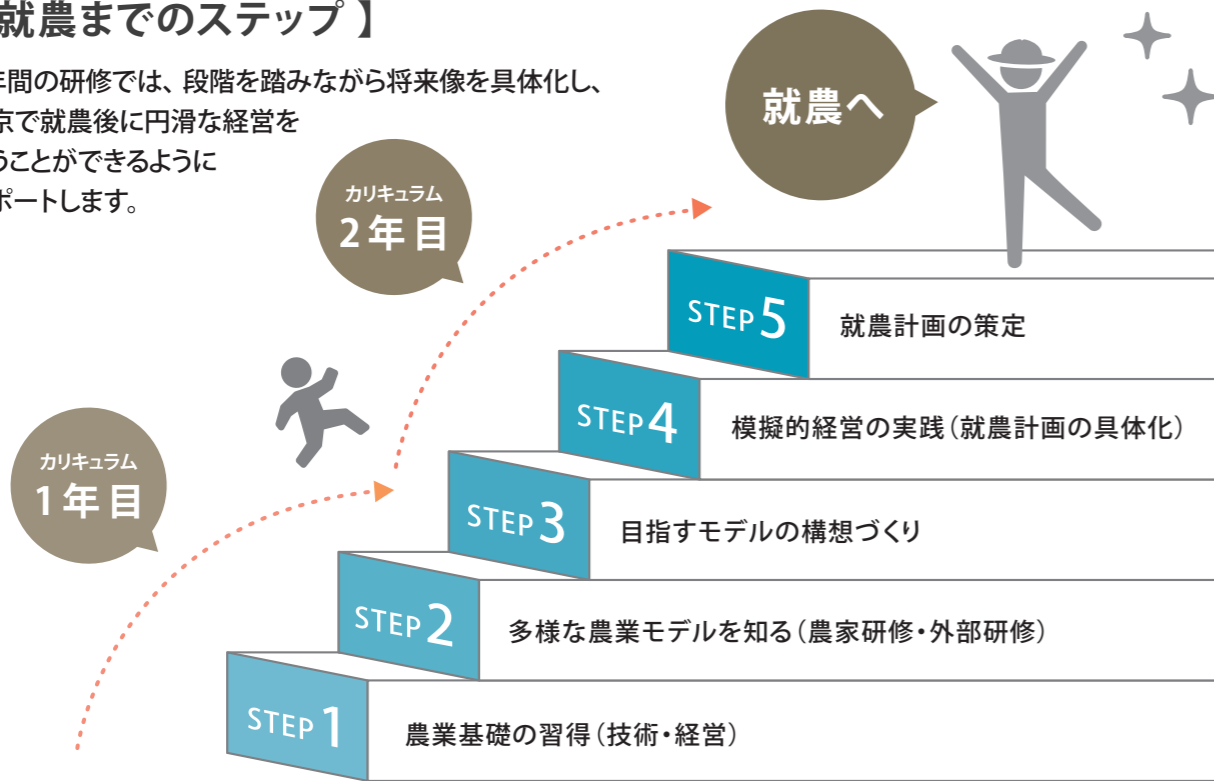 就農までのステップ】
年間の研修では、段階を踏みながら将来像を具体化し、
京で就農後に円滑な経営を
うことができるように
ポートします。
就農へ
カリキュラム
2年目
カリキュラム
1年目
STEP 5 就農計画の策定
STEP 4 模擬的経営の実践（就農計画の具体化）
STEP 3 目指すモデルの構想づくり
STEP 2 多様な農業モデルを知る（農家研修・外部研修）
STEP 1 農業基礎の習得（技術・経営）